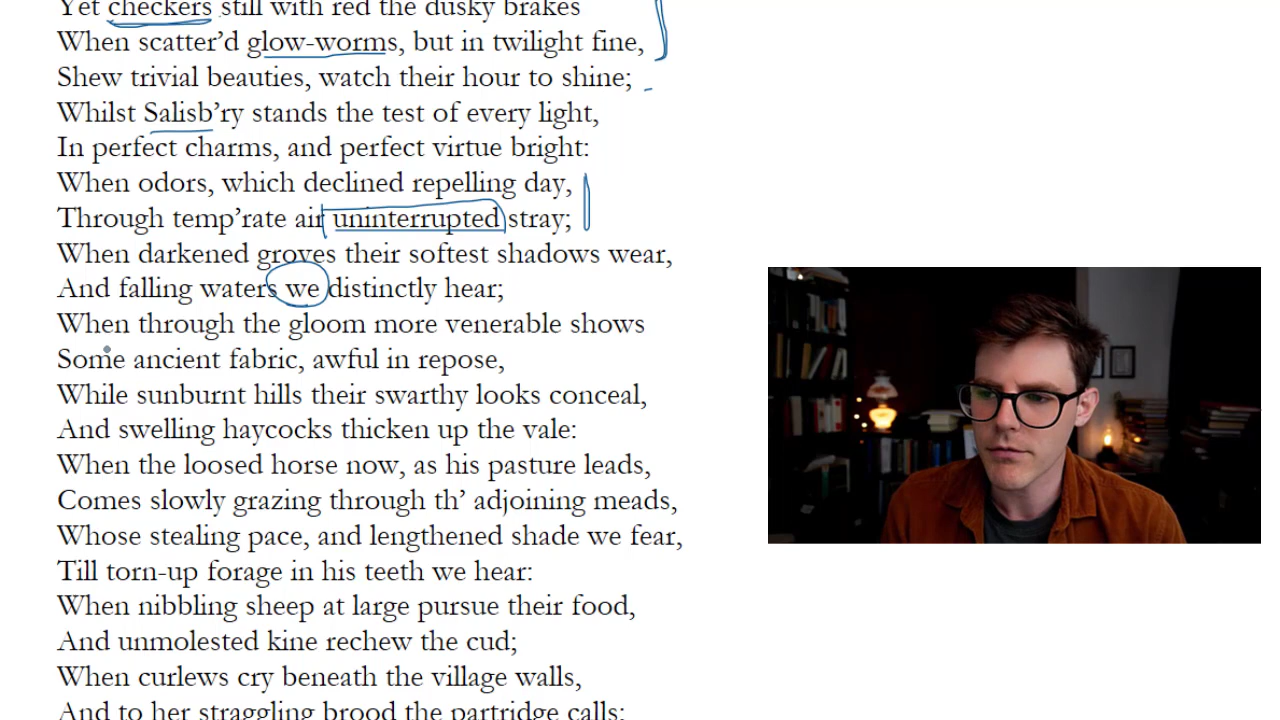 Yet checkers still with red the dusky brakes
When scatter’d glow-worms, but in twilight fine,
Shew trivial beauties, watch their hour to shine;
Whilst Salisb’ry stands the test of every light,
In perfect charms, and perfect virtue bright:
When odors, which declined repelling day,
Through temp’rate air uninterrupted stray;
When darkened groves their softest shadows wear,
And falling waters we distinctly hear;
When through the gloom more venerable shows
Some ancient fabric, awful in repose,
While sunburnt hills their swarthy looks conceal,
And swelling haycocks thicken up the vale:
When the loosed horse now, as his pasture leads,
Comes slowly grazing through th’ adjoining meads,
Whose stealing pace, and lengthened shade we fear,
Till torn-up forage in his teeth we hear:
When nibbling sheep at large pursue their food,
And unmolested kine rechew the cud;
When curlews cry beneath the village walls,
And to her straggling brood the partridge calls;